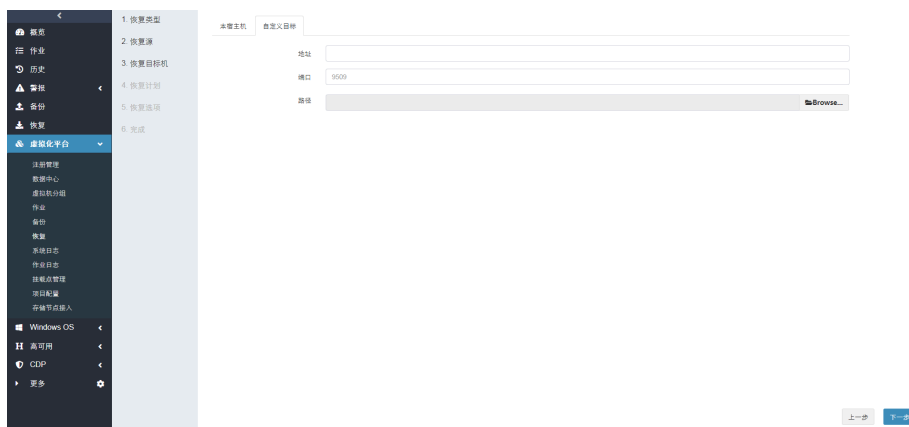 概览
作业
历史
警报
备份
恢复
虚拟化平台
注册管理
数据中心
虚拟机分组
作业
备份
恢复
系统日志
作业日志
挂载点管理
项目配置
存储节点接入
Windows OS
高可用
CDP
更多
1. 恢复类型
2. 恢复源
3. 恢复目标机
4. 恢复计划
5. 恢复选项
6. 完成
本宿主机 自定义目标
地址
端口 9509
路径 Browse...
上一步 下一步